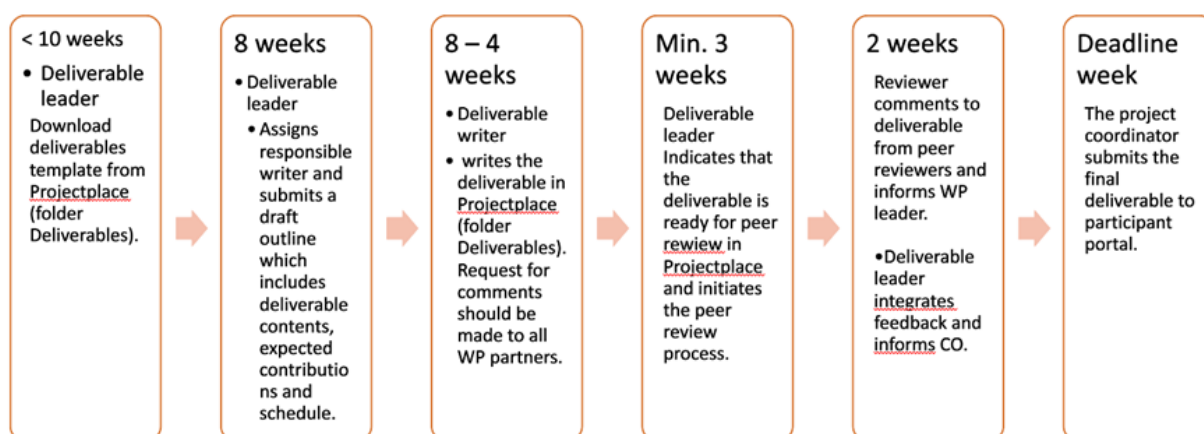 < 10 weeks
• Deliverable
leader
Download
deliverables
template from
Projectplace
(folder
Deliverables).
8 weeks
• Deliverable
leader
• Assigns
responsible
writer and
submits a
draft
outline
which
includes
deliverable
contents,
expected
contributio
ns and
schedule.
8 – 4
weeks
• Deliverable
writer
• writes the
deliverable in
Projectplace
(folder
Deliverables).
Request for
comments
should be
made to all
WP partners.
Min. 3
weeks
Deliverable
leader
Indicates that
the
deliverable is
ready for peer
rewiew in
Projectplace
and initiates
the peer
review
process.
2 weeks
Reviewer
comments to
deliverable
from peer
reviewers and
informs WP
leader.
•Deliverable
leader
integrates
feedback and
informs CO.
Deadline
week
The project
coordinator
submits the
final
deliverable to
participant
portal.